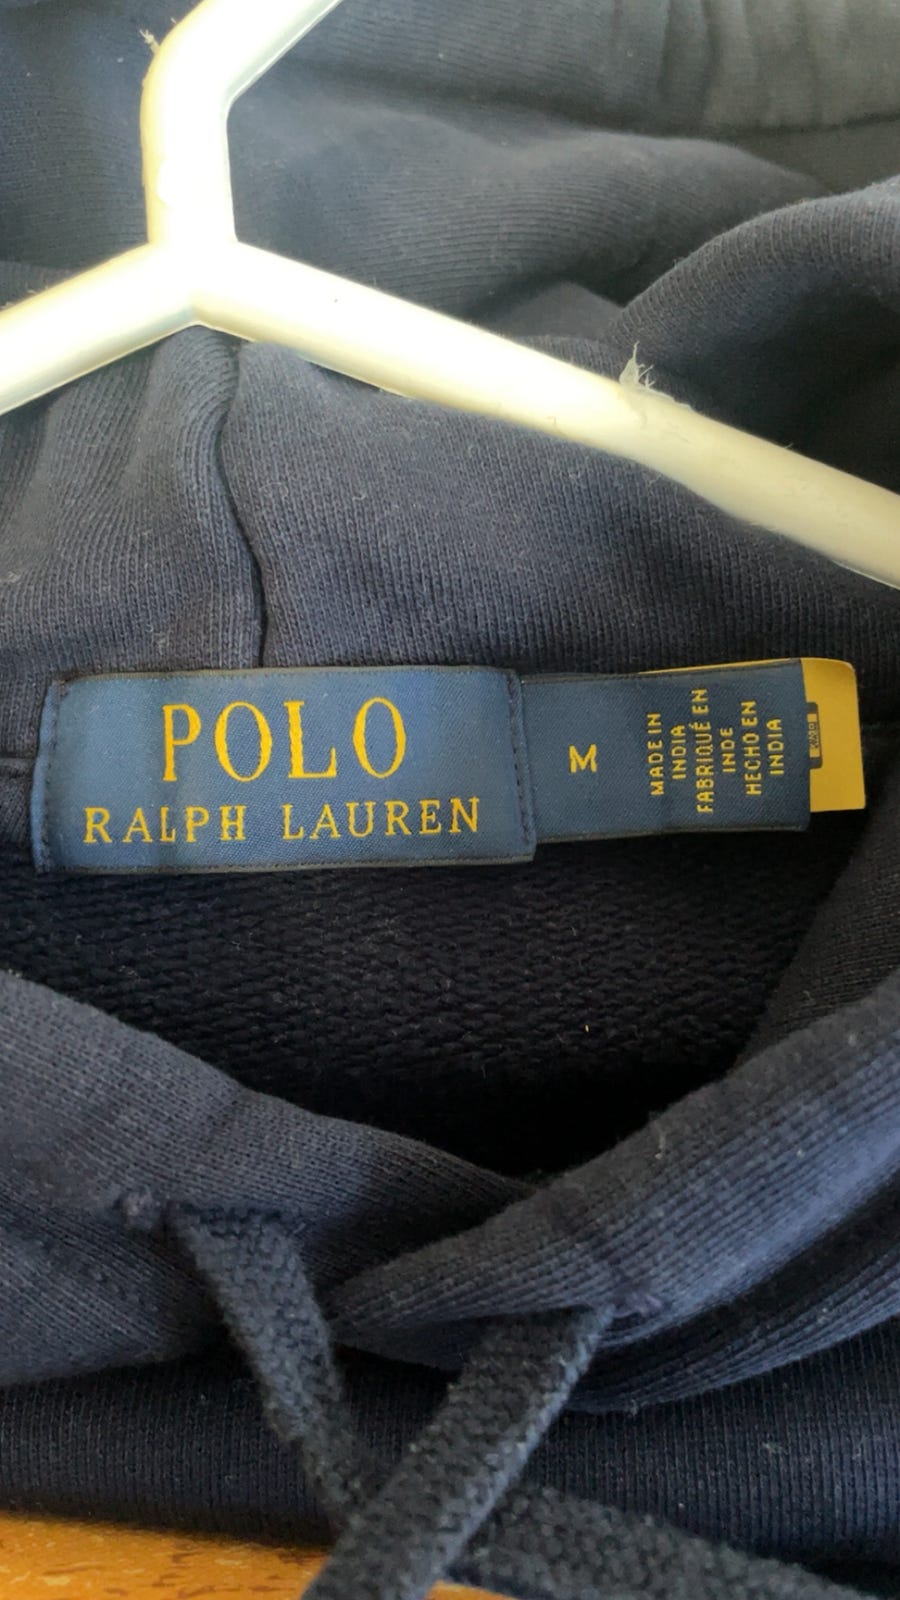 POLO
RALPH LAUREN
M
MADE IN
INDIA
FABRIQUÉ EN
INDE
HECHO EN
INDIA